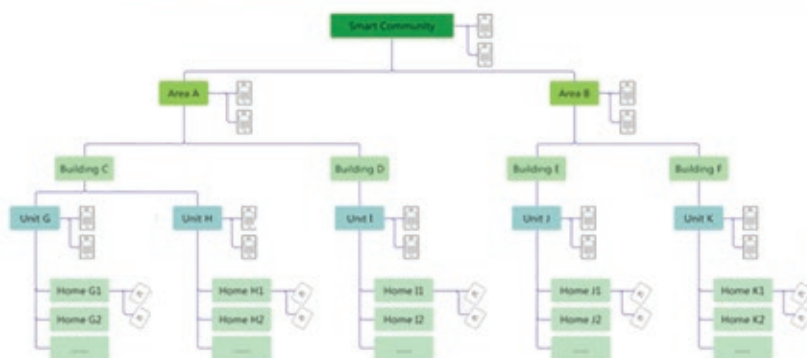 Smart Community
Area A
Area B
Building C
Building D
Building E
Building F
Unit G
Unit H
Unit I
Unit J
Unit K
Home G1
Home H1
Home I1
Home J1
Home K1
Home G2
Home H2
Home I2
Home J2
Home K2
......
......
......
......
......